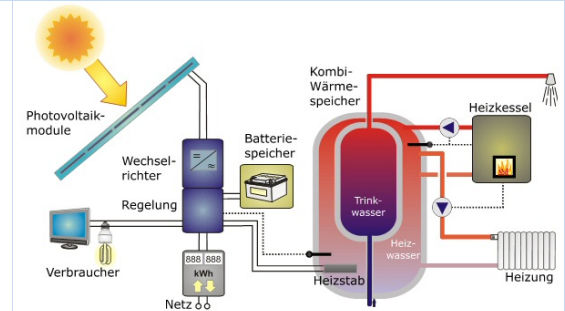 Photovoltaik-
module
Wechsel-
richter
Regelung
Batterie-
speicher
Verbraucher
888 888
kWh
Netz
Kombi-
Wärme-
speicher
Heizkessel
Trink-
wasser
Heiz-
wasser
Heizstab
Heizung